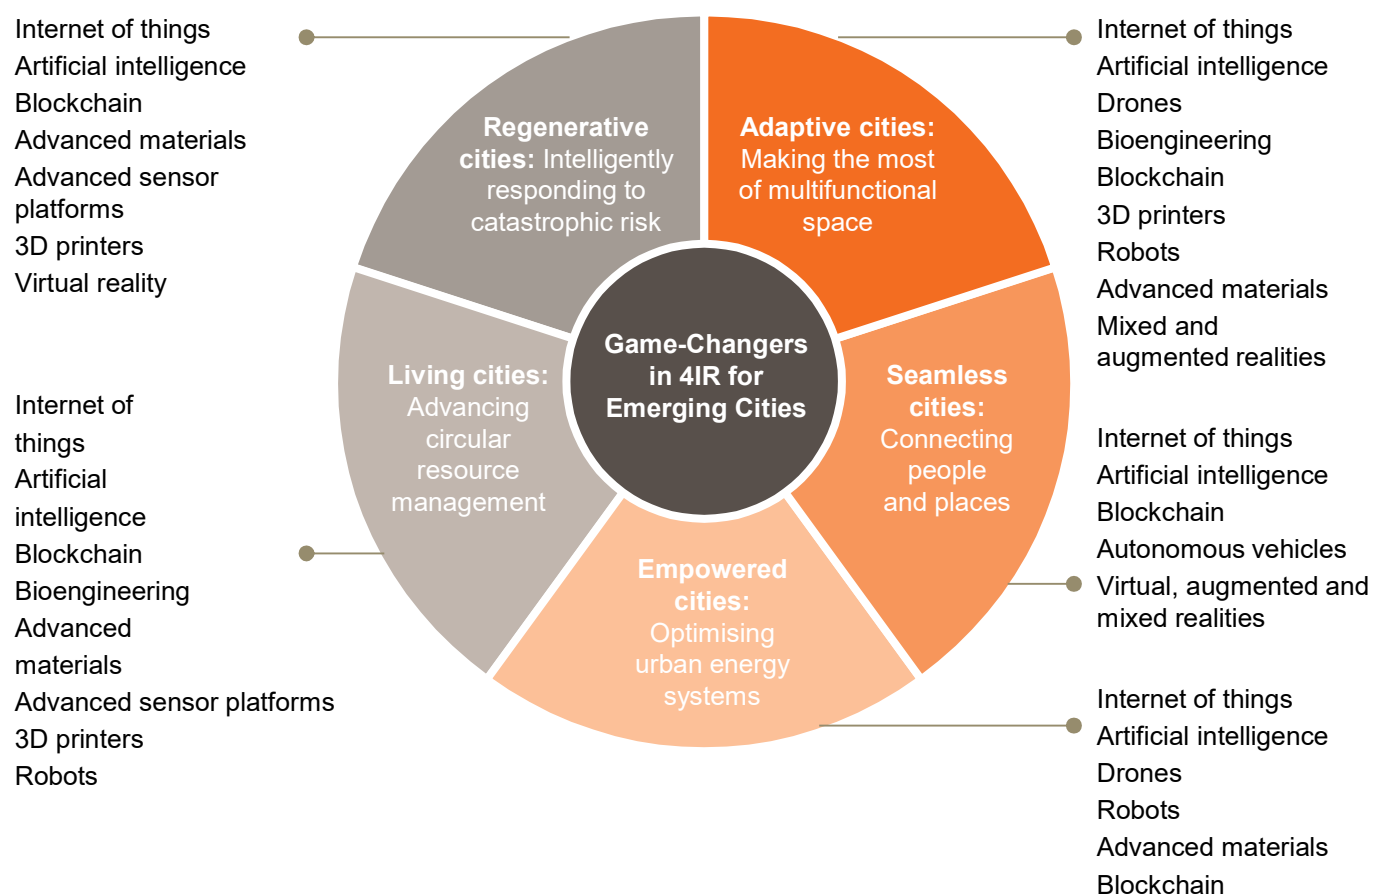 Internet of things
Artificial intelligence
Blockchain
Advanced materials
Advanced sensor
platforms
3D printers
Virtual reality
Internet of
things
Artificial
intelligence
Blockchain
Bioengineering
Advanced
materials
Advanced sensor platforms
3D printers
Robots
Regenerative
cities: Intelligently
responding to
catastrophic risk
Adaptive cities:
Making the most
of multifunctional
space
Living cities:
Advancing
circular
resource
management
Game-Changers
in 4IR for
Emerging Cities
Seamless
cities:
Connecting
people
and places
Empowered
cities:
Optimising
urban energy
systems
Internet of things
Artificial intelligence
Drones
Bioengineering
Blockchain
3D printers
Robots
Advanced materials
Mixed and
augmented realities
Internet of things
Artificial intelligence
Blockchain
Autonomous vehicles
Virtual, augmented and
mixed realities
Internet of things
Artificial intelligence
Drones
Robots
Advanced materials
Blockchain